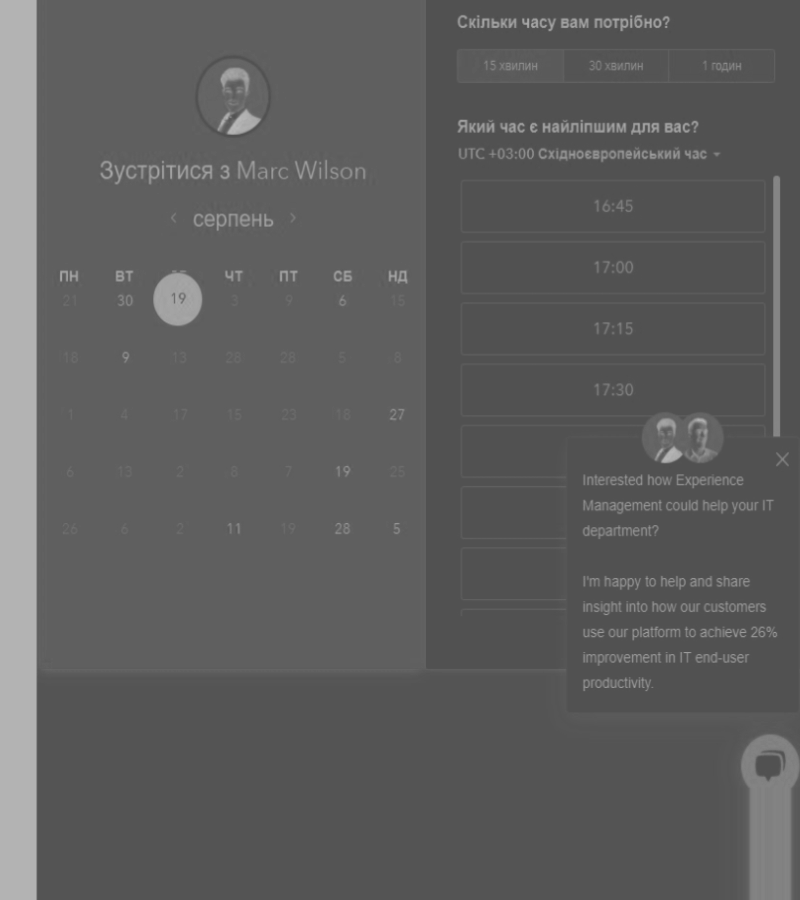 Зустрітися з Marc Wilson
серпень
ПН ВТ ЧТ ПТ СБ НД
21 30 19 3 9 6 15
18 9 13 28 28 5 8
1 4 17 15 23 18 27
6 13 2 8 7 19 25
26 6 2 11 19 28 5
Скільки часу вам потрібно?
15 хвилин 30 хвилин 1 годин
Який час є найліпшим для вас?
UTC +03:00 Східноєвропейський час
16:45
17:00
17:15
17:30
Interested how Experience
Management could help your IT
department?
I'm happy to help and share
insight into how our customers
use our platform to achieve 26%
improvement in IT end-user
productivity.